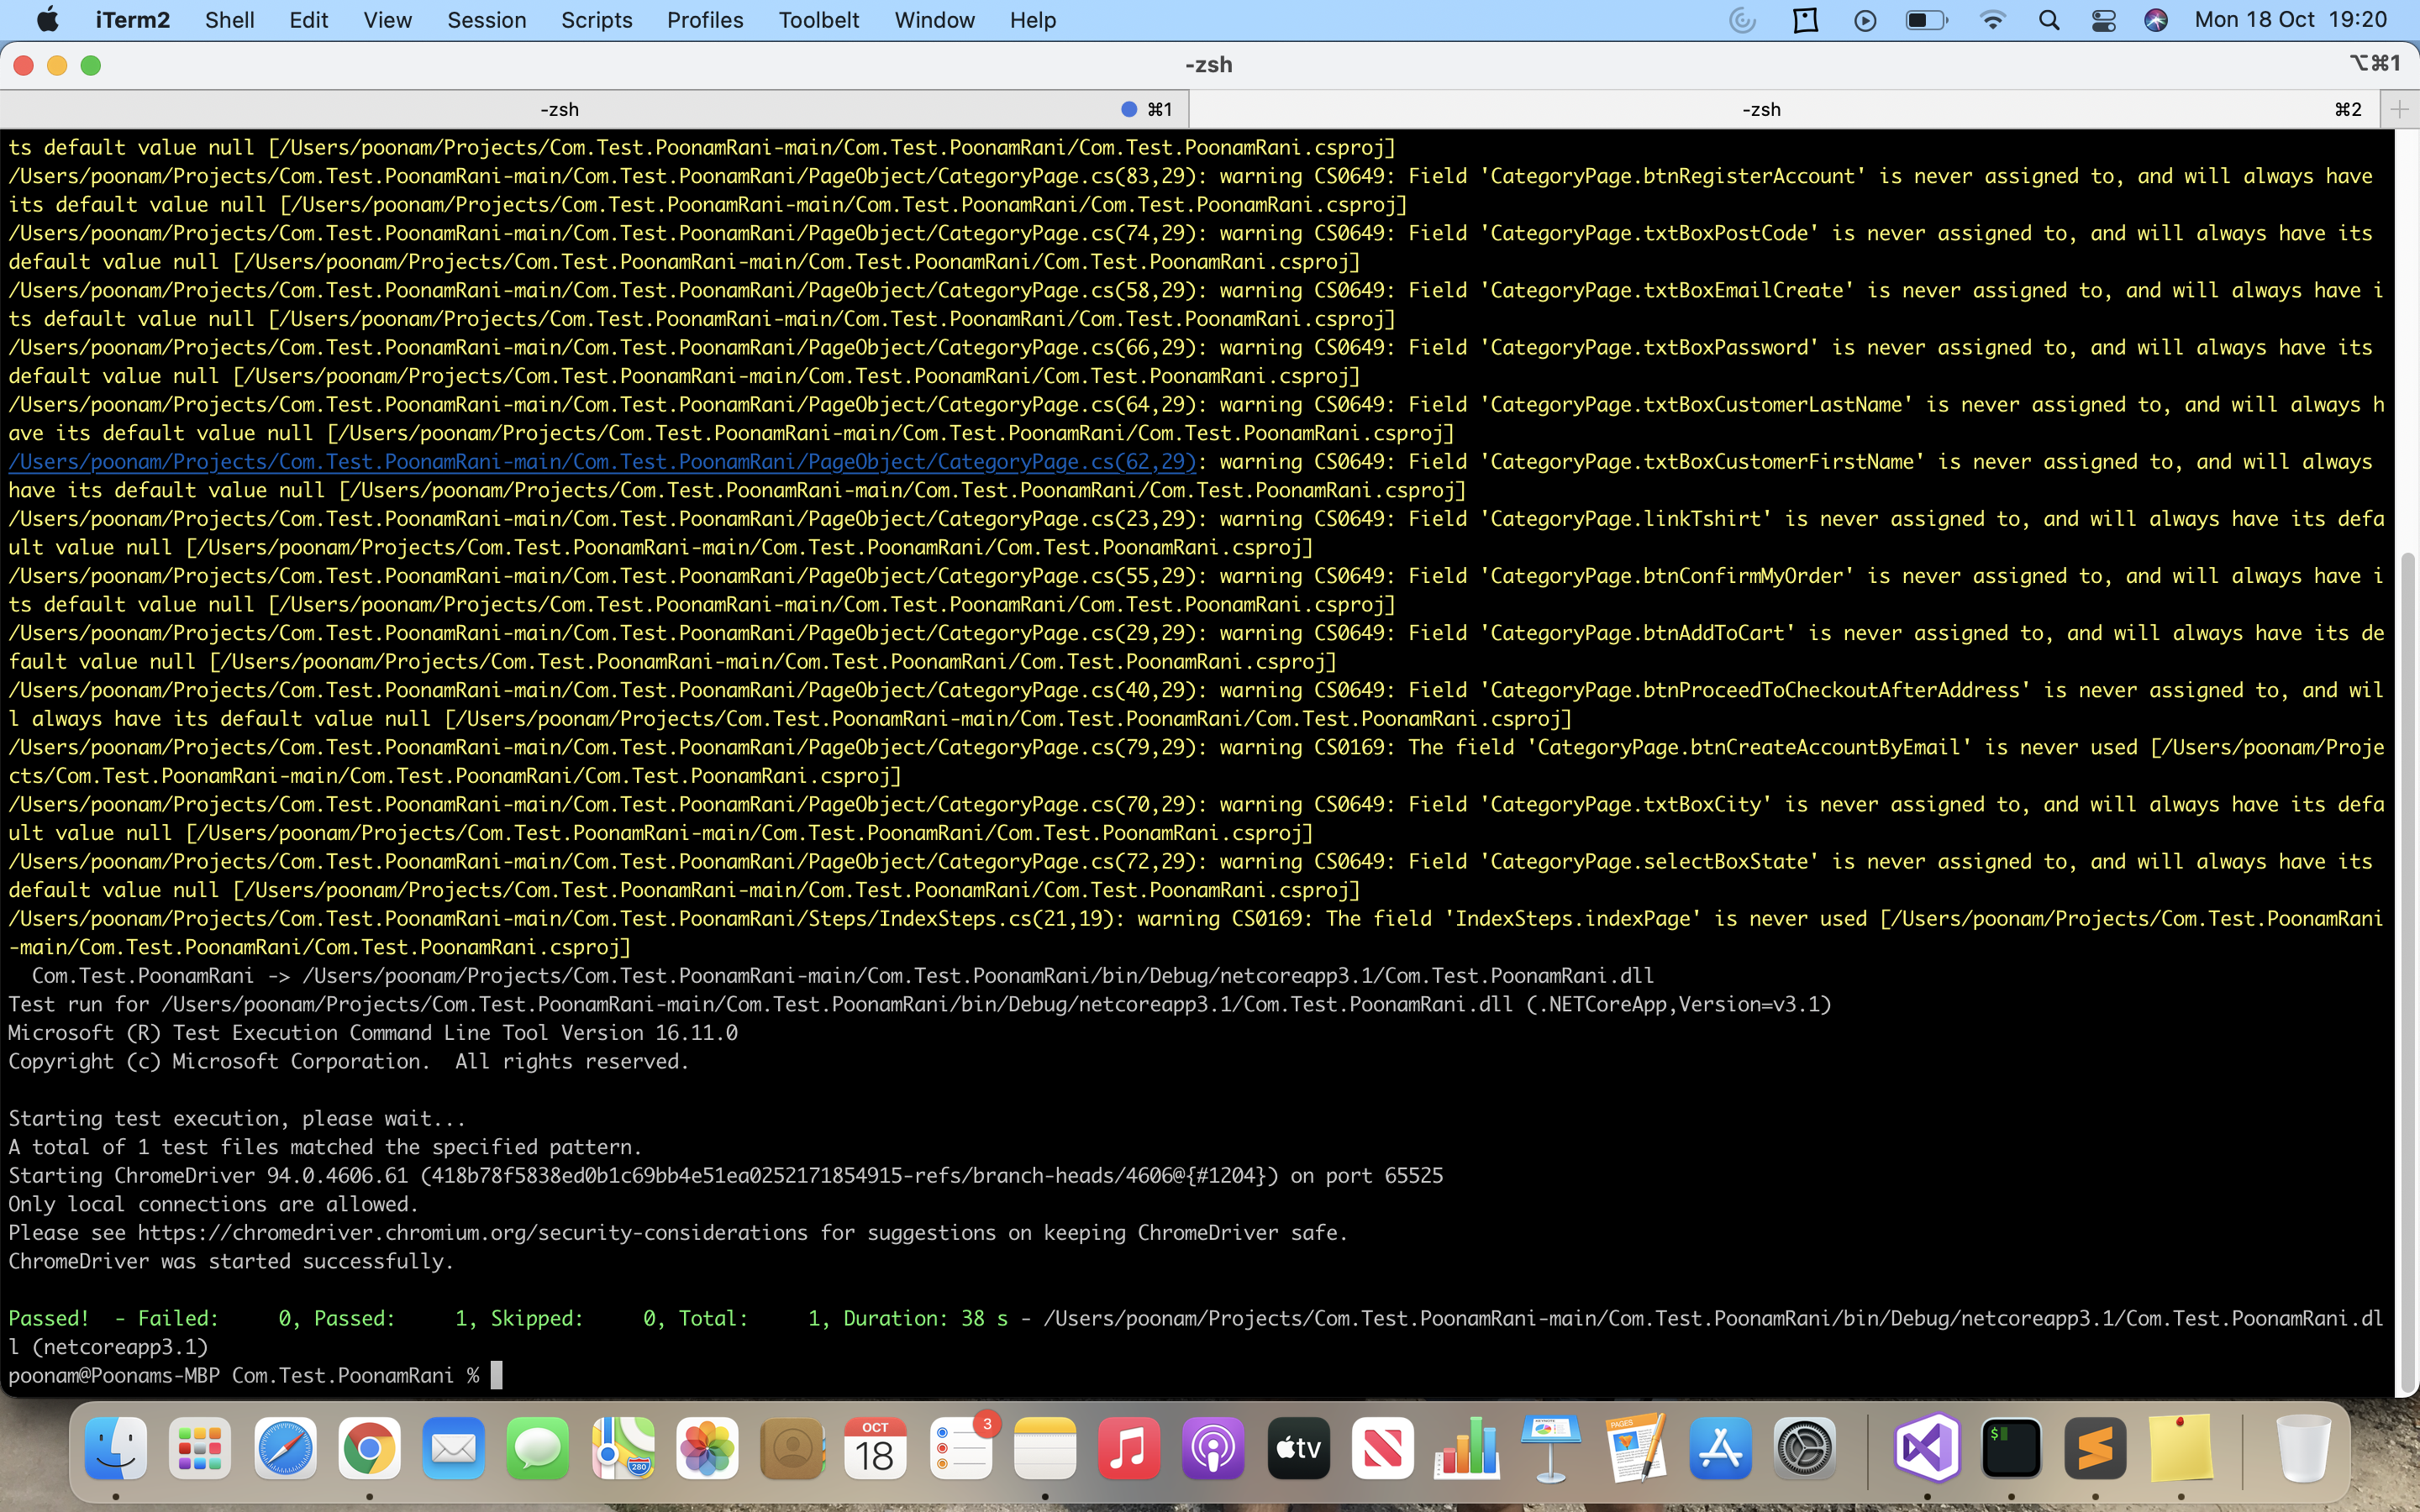 iTerm2 Shell Edit View Session Scripts Profiles Toolbelt Window Help Mon 18 Oct 19:20
-zsh ⌥⌘1
-zsh ⌘1 -zsh ⌘2
ts default value null [/Users/poonam/Projects/Com.Test.PoonamRani-main/Com.Test.PoonamRani/Com.Test.PoonamRani.csproj]
/Users/poonam/Projects/Com.Test.PoonamRani-main/Com.Test.PoonamRani/PageObject/CategoryPage.cs(83,29): warning CS0649: Field 'CategoryPage.btnRegisterAccount' is never assigned to, and will always have
its default value null [/Users/poonam/Projects/Com.Test.PoonamRani-main/Com.Test.PoonamRani/Com.Test.PoonamRani.csproj]
/Users/poonam/Projects/Com.Test.PoonamRani-main/Com.Test.PoonamRani/PageObject/CategoryPage.cs(74,29): warning CS0649: Field 'CategoryPage.txtBoxPostCode' is never assigned to, and will always have its
default value null [/Users/poonam/Projects/Com.Test.PoonamRani-main/Com.Test.PoonamRani/Com.Test.PoonamRani.csproj]
/Users/poonam/Projects/Com.Test.PoonamRani-main/Com.Test.PoonamRani/PageObject/CategoryPage.cs(58,29): warning CS0649: Field 'CategoryPage.txtBoxEmailCreate' is never assigned to, and will always have i
ts default value null [/Users/poonam/Projects/Com.Test.PoonamRani-main/Com.Test.PoonamRani/Com.Test.PoonamRani.csproj]
/Users/poonam/Projects/Com.Test.PoonamRani-main/Com.Test.PoonamRani/PageObject/CategoryPage.cs(66,29): warning CS0649: Field 'CategoryPage.txtBoxPassword' is never assigned to, and will always have its
default value null [/Users/poonam/Projects/Com.Test.PoonamRani-main/Com.Test.PoonamRani/Com.Test.PoonamRani.csproj]
/Users/poonam/Projects/Com.Test.PoonamRani-main/Com.Test.PoonamRani/PageObject/CategoryPage.cs(64,29): warning CS0649: Field 'CategoryPage.txtBoxCustomerLastName' is never assigned to, and will always h
ave its default value null [/Users/poonam/Projects/Com.Test.PoonamRani-main/Com.Test.PoonamRani/Com.Test.PoonamRani.csproj]
/Users/poonam/Projects/Com.Test.PoonamRani-main/Com.Test.PoonamRani/PageObject/CategoryPage.cs(62,29): warning CS0649: Field 'CategoryPage.txtBoxCustomerFirstName' is never assigned to, and will always
have its default value null [/Users/poonam/Projects/Com.Test.PoonamRani-main/Com.Test.PoonamRani/Com.Test.PoonamRani.csproj]
/Users/poonam/Projects/Com.Test.PoonamRani-main/Com.Test.PoonamRani/PageObject/CategoryPage.cs(23,29): warning CS0649: Field 'CategoryPage.linkTshirt' is never assigned to, and will always have its defa
ult value null [/Users/poonam/Projects/Com.Test.PoonamRani-main/Com.Test.PoonamRani/Com.Test.PoonamRani.csproj]
/Users/poonam/Projects/Com.Test.PoonamRani-main/Com.Test.PoonamRani/PageObject/CategoryPage.cs(55,29): warning CS0649: Field 'CategoryPage.btnConfirmMyOrder' is never assigned to, and will always have i
ts default value null [/Users/poonam/Projects/Com.Test.PoonamRani-main/Com.Test.PoonamRani/Com.Test.PoonamRani.csproj]
/Users/poonam/Projects/Com.Test.PoonamRani-main/Com.Test.PoonamRani/PageObject/CategoryPage.cs(29,29): warning CS0649: Field 'CategoryPage.btnAddToCart' is never assigned to, and will always have its de
fault value null [/Users/poonam/Projects/Com.Test.PoonamRani-main/Com.Test.PoonamRani/Com.Test.PoonamRani.csproj]
/Users/poonam/Projects/Com.Test.PoonamRani-main/Com.Test.PoonamRani/PageObject/CategoryPage.cs(40,29): warning CS0649: Field 'CategoryPage.btnProceedToCheckoutAfterAddress' is never assigned to, and wil
l always have its default value null [/Users/poonam/Projects/Com.Test.PoonamRani-main/Com.Test.PoonamRani/Com.Test.PoonamRani.csproj]
/Users/poonam/Projects/Com.Test.PoonamRani-main/Com.Test.PoonamRani/PageObject/CategoryPage.cs(79,29): warning CS0169: The field 'CategoryPage.btnCreateAccountByEmail' is never used [/Users/poonam/Proje
cts/Com.Test.PoonamRani-main/Com.Test.PoonamRani/Com.Test.PoonamRani.csproj]
/Users/poonam/Projects/Com.Test.PoonamRani-main/Com.Test.PoonamRani/PageObject/CategoryPage.cs(70,29): warning CS0649: Field 'CategoryPage.txtBoxCity' is never assigned to, and will always have its defa
ult value null [/Users/poonam/Projects/Com.Test.PoonamRani-main/Com.Test.PoonamRani/Com.Test.PoonamRani.csproj]
/Users/poonam/Projects/Com.Test.PoonamRani-main/Com.Test.PoonamRani/PageObject/CategoryPage.cs(72,29): warning CS0649: Field 'CategoryPage.selectBoxState' is never assigned to, and will always have its
default value null [/Users/poonam/Projects/Com.Test.PoonamRani-main/Com.Test.PoonamRani/Com.Test.PoonamRani.csproj]
/Users/poonam/Projects/Com.Test.PoonamRani-main/Com.Test.PoonamRani/Steps/IndexSteps.cs(21,19): warning CS0169: The field 'IndexSteps.indexPage' is never used [/Users/poonam/Projects/Com.Test.PoonamRani
-main/Com.Test.PoonamRani/Com.Test.PoonamRani.csproj]
Com.Test.PoonamRani -> /Users/poonam/Projects/Com.Test.PoonamRani-main/Com.Test.PoonamRani/bin/Debug/netcoreapp3.1/Com.Test.PoonamRani.dll
Test run for /Users/poonam/Projects/Com.Test.PoonamRani-main/Com.Test.PoonamRani/bin/Debug/netcoreapp3.1/Com.Test.PoonamRani.dll (.NETCoreApp,Version=v3.1)
Microsoft (R) Test Execution Command Line Tool Version 16.11.0
Copyright (c) Microsoft Corporation.  All rights reserved.
Starting test execution, please wait...
A total of 1 test files matched the specified pattern.
Starting ChromeDriver 94.0.4606.61 (418b78f5838ed0b1c69bb4e51ea0252171854915-refs/branch-heads/4606@{#1204}) on port 65525
Only local connections are allowed.
Please see https://chromedriver.chromium.org/security-considerations for suggestions on keeping ChromeDriver safe.
ChromeDriver was started successfully.
Passed!  - Failed:     0, Passed:     1, Skipped:     0, Total:     1, Duration: 38 s - /Users/poonam/Projects/Com.Test.PoonamRani-main/Com.Test.PoonamRani/bin/Debug/netcoreapp3.1/Com.Test.PoonamRani.dl
l (netcoreapp3.1)
poonam@Poonams-MBP Com.Test.PoonamRani %
OCT 3 tv PAGES $
18 280